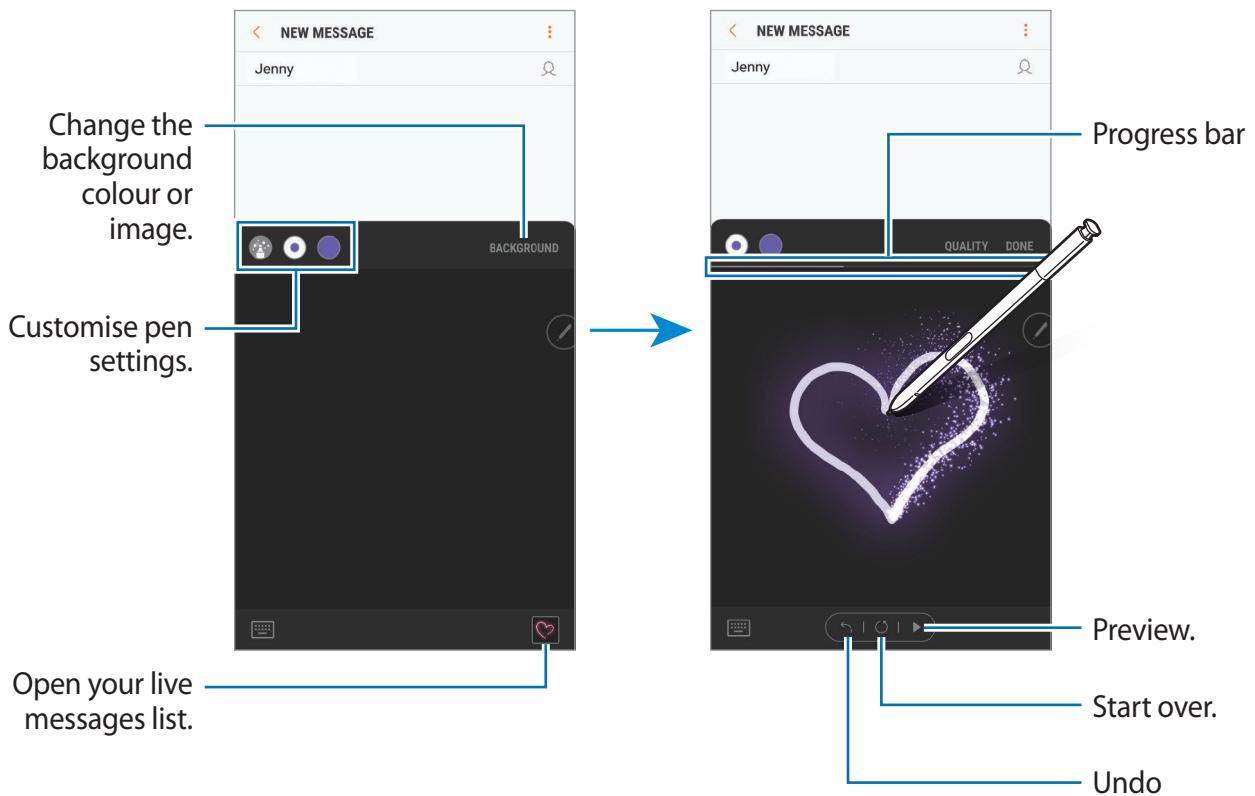 NEW MESSAGE
Jenny
Change the
background
colour or
image.
BACKGROUND
Customise pen
settings.
Open your live
messages list.
NEW MESSAGE
Jenny
Progress bar
QUALITY DONE
Preview.
Start over.
Undo